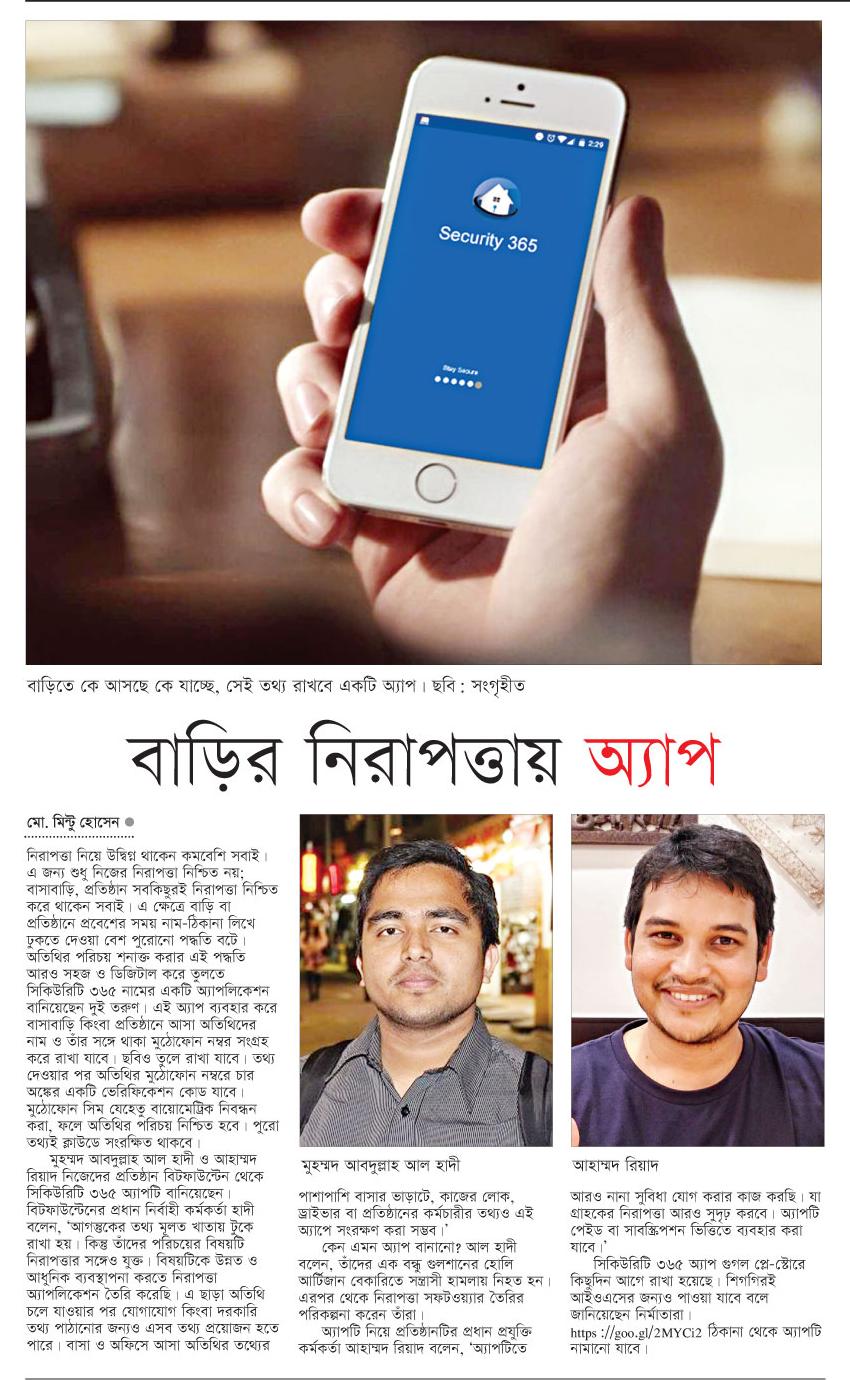 2:29
Security 365
Stay Secure
বাড়িতে কে আসছে কে যাচ্ছে, সেই তথ্য রাখবে একটি অ্যাপ। ছবি : সংগৃহীত
বাড়ির নিরাপত্তায় অ্যাপ
মো. মিন্টু হোসেন
নিরাপত্তা নিয়ে উদ্বিগ্ন থাকেন কমবেশি সবাই।
এ জন্য শুধু নিজের নিরাপত্তা নিশ্চিত নয়;
বাসাবাড়ি, প্রতিষ্ঠান সবকিছুরই নিরাপত্তা নিশ্চিত
করে থাকেন সবাই। এ ক্ষেত্রে বাড়ি বা
প্রতিষ্ঠানে প্রবেশের সময় নাম-ঠিকানা লিখে
ঢুকতে দেওয়া বেশ পুরোনো পদ্ধতি বটে।
অতিথির পরিচয় শনাক্ত করার এই পদ্ধতি
আরও সহজ ও ডিজিটাল করে তুলতে
সিকিউরিটি ৩৬৫ নামের একটি অ্যাপলিকেশন
বানিয়েছেন দুই তরুণ। এই অ্যাপ ব্যবহার করে
বাসাবাড়ি কিংবা প্রতিষ্ঠানে আসা অতিথিদের
নাম ও তাঁর সঙ্গে থাকা মুঠোফোন নম্বর সংগ্রহ
করে রাখা যাবে। ছবিও তুলে রাখা যাবে। তথ্য
দেওয়ার পর অতিথির মুঠোফোন নম্বরে চার
অঙ্কের একটি ভেরিফিকেশন কোড যাবে।
মুঠোফোন সিম যেহেতু বায়োমেট্রিক নিবন্ধন
করা, ফলে অতিথির পরিচয় নিশ্চিত হবে। পুরো
তথ্যই ক্লাউডে সংরক্ষিত থাকবে।
মুহম্মদ আবদুল্লাহ আল হাদী ও আহাম্মদ
রিয়াদ নিজেদের প্রতিষ্ঠান বিটফাউন্টেন থেকে
সিকিউরিটি ৩৬৫ অ্যাপটি বানিয়েছেন।
বিটফাউন্টেনের প্রধান নির্বাহী কর্মকর্তা হাদী
বলেন, ‘আগন্তুকের তথ্য মূলত খাতায় টুকে
রাখা হয়। কিন্তু তাঁদের পরিচয়ের বিষয়টি
নিরাপত্তার সঙ্গেও যুক্ত। বিষয়টিকে উন্নত ও
আধুনিক ব্যবস্থাপনা করতে নিরাপত্তা
অ্যাপলিকেশন তৈরি করেছি। এ ছাড়া অতিথি
চলে যাওয়ার পর যোগাযোগ কিংবা দরকারি
তথ্য পাঠানোর জন্যও এসব তথ্য প্রয়োজন হতে
পারে। বাসা ও অফিসে আসা অতিথির তথ্যের
মুহম্মদ আবদুল্লাহ আল হাদী
পাশাপাশি বাসার ভাড়াটে, কাজের লোক,
ড্রাইভার বা প্রতিষ্ঠানের কর্মচারীর তথ্যও এই
অ্যাপে সংরক্ষণ করা সম্ভব।’
কেন এমন অ্যাপ বানানো? আল হাদী
বলেন, তাঁদের এক বন্ধু গুলশানের হোলি
আর্টিজান বেকারিতে সন্ত্রাসী হামলায় নিহত হন।
এরপর থেকে নিরাপত্তা সফটওয়্যার তৈরির
পরিকল্পনা করেন তাঁরা।
অ্যাপটি নিয়ে প্রতিষ্ঠানটির প্রধান প্রযুক্তি
কর্মকর্তা আহাম্মদ রিয়াদ বলেন, ‘অ্যাপটিতে
আহাম্মদ রিয়াদ
আরও নানা সুবিধা যোগ করার কাজ করছি। যা
গ্রাহকের নিরাপত্তা আরও সুদৃঢ় করবে। অ্যাপটি
পেইড বা সাবস্ক্রিপশন ভিত্তিতে ব্যবহার করা
যাবে।’
সিকিউরিটি ৩৬৫ অ্যাপ গুগল প্লে-স্টোরে
কিছুদিন আগে রাখা হয়েছে। শিগগিরই
আইওএসের জন্যও পাওয়া যাবে বলে
জানিয়েছেন নির্মাতারা।
https ://goo.gl/2MYCi2 ঠিকানা থেকে অ্যাপটি
নামানো যাবে।